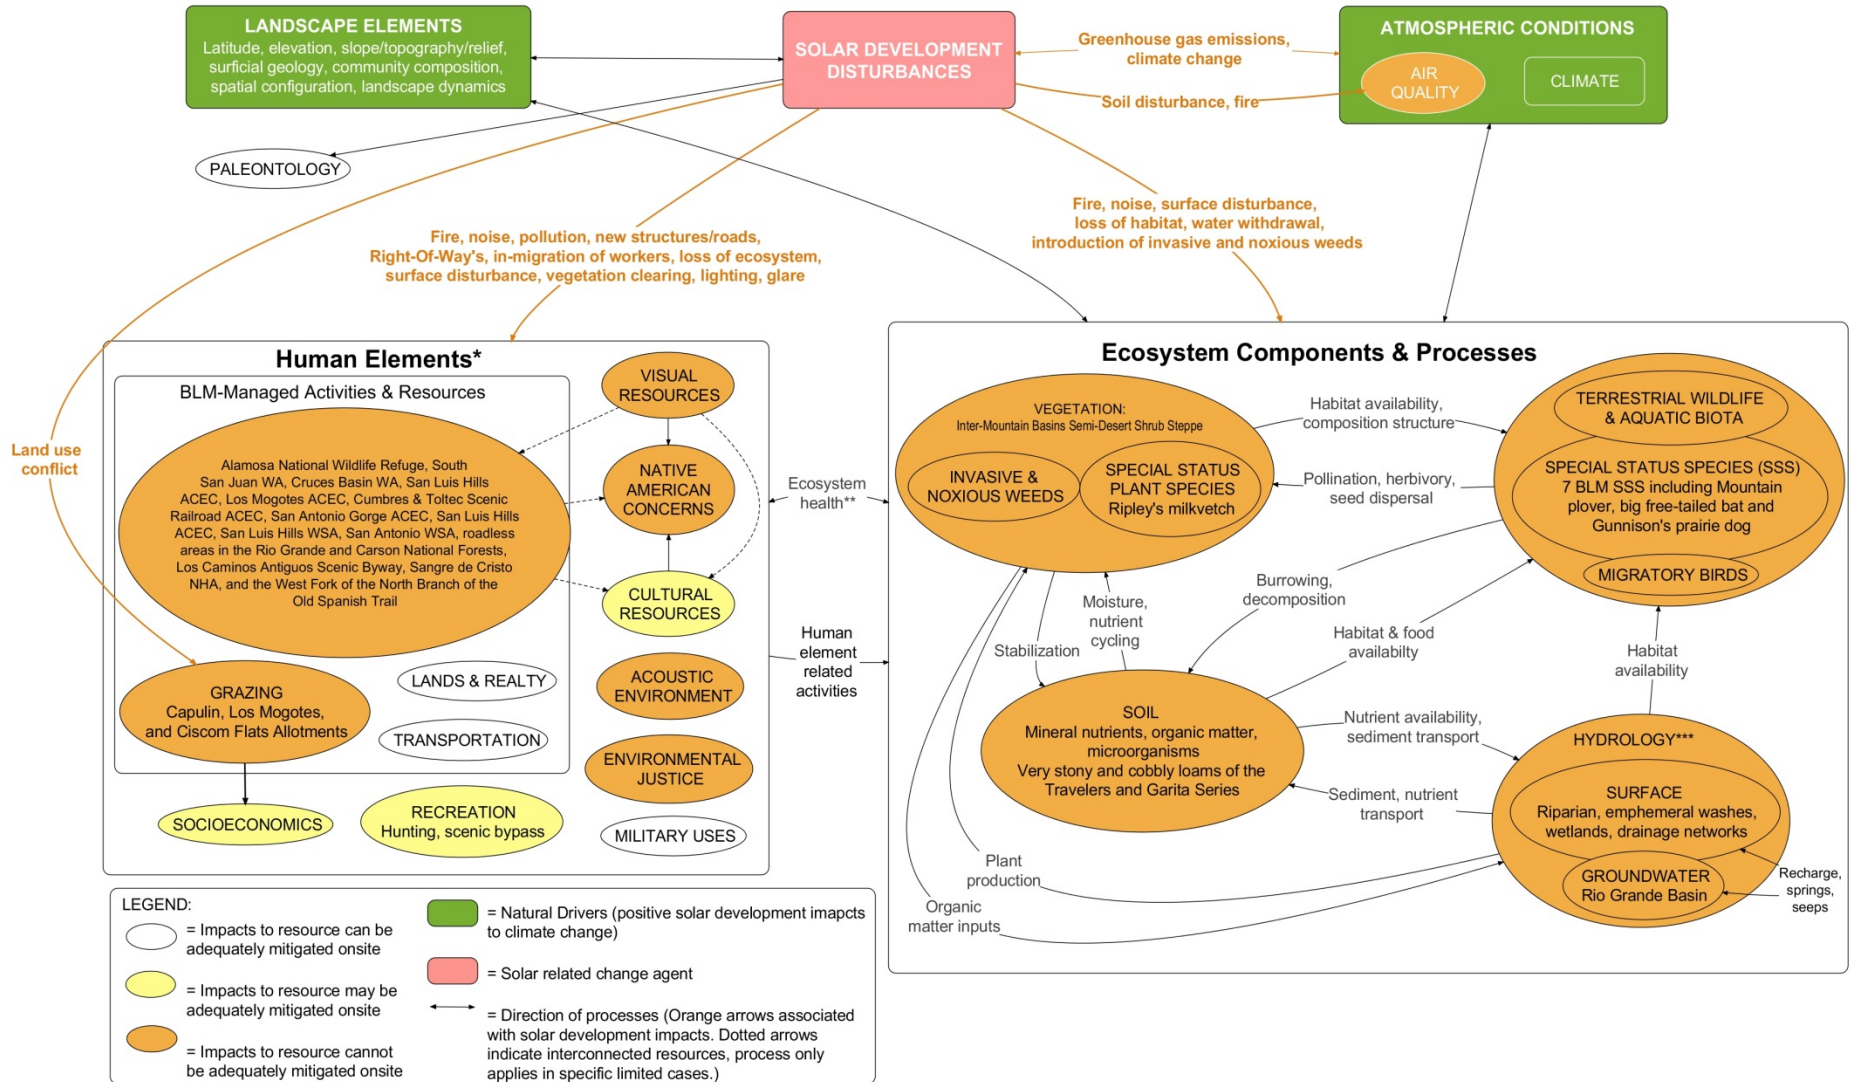 LANDSCAPE ELEMENTS
Latitude, elevation, slope/topography/relief,
surficial geology, community composition,
spatial configuration, landscape dynamics
SOLAR DEVELOPMENT
DISTURBANCES
Greenhouse gas emissions,
climate change
Soil disturbance, fire
ATMOSPHERIC CONDITIONS
AIR
QUALITY
CLIMATE
PALEONTOLOGY
Fire, noise, pollution, new structures/roads,
Right-Of-Way's, in-migration of workers, loss of ecosystem,
surface disturbance, vegetation clearing, lighting, glare
Fire, noise, surface disturbance,
loss of habitat, water withdrawal,
introduction of invasive and noxious weeds
Land use
conflict
Human Elements*
BLM-Managed Activities & Resources
Alamosa National Wildlife Refuge, South
San Juan WA, Cruces Basin WA, San Luis Hills
ACEC, Los Mogotes ACEC, Cumbres & Toltec Scenic
Railroad ACEC, San Antonio Gorge ACEC, San Luis Hills
ACEC, San Luis Hills WSA, San Antonio WSA, roadless
areas in the Rio Grande and Carson National Forests,
Los Caminos Antiguos Scenic Byway, Sangre de Cristo
NHA, and the West Fork of the North Branch of the
Old Spanish Trail
GRAZING
Capulin, Los Mogotes,
and Ciscom Flats Allotments
LANDS & REALTY
TRANSPORTATION
SOCIOECONOMICS
RECREATION
Hunting, scenic bypass
VISUAL
RESOURCES
NATIVE
AMERICAN
CONCERNS
CULTURAL
RESOURCES
ACOUSTIC
ENVIRONMENT
ENVIRONMENTAL
JUSTICE
MILITARY USES
Ecosystem
health**
Human
element
related
activities
Ecosystem Components & Processes
VEGETATION:
Inter-Mountain Basins Semi-Desert Shrub Steppe
INVASIVE &
NOXIOUS WEEDS
SPECIAL STATUS
PLANT SPECIES
Ripley's milkvetch
Habitat availability,
composition structure
Pollination, herbivory,
seed dispersal
TERRESTRIAL WILDLIFE
& AQUATIC BIOTA
SPECIAL STATUS SPECIES (SSS)
7 BLM SSS including Mountain
plover, big free-tailed bat and
Gunnison's prairie dog
MIGRATORY BIRDS
Burrowing,
decomposition
Moisture,
nutrient
cycling
Stabilization
Habitat & food
availabilty
Habitat
availability
SOIL
Mineral nutrients, organic matter,
microorganisms
Very stony and cobbly loams of the
Travelers and Garita Series
Nutrient availability,
sediment transport
Sediment, nutrient
transport
HYDROLOGY***
SURFACE
Riparian, emphemeral washes,
wetlands, drainage networks
GROUNDWATER
Rio Grande Basin
Recharge,
springs,
seeps
Plant
production
Organic
matter inputs
LEGEND:
= Impacts to resource can be
adequately mitigated onsite
= Impacts to resource may be
adequately mitigated onsite
= Impacts to resource cannot
be adequately mitigated onsite
= Natural Drivers (positive solar development imapcts
to climate change)
= Solar related change agent
= Direction of processes (Orange arrows associated
with solar development impacts. Dotted arrows
indicate interconnected resources, process only
applies in specific limited cases.)